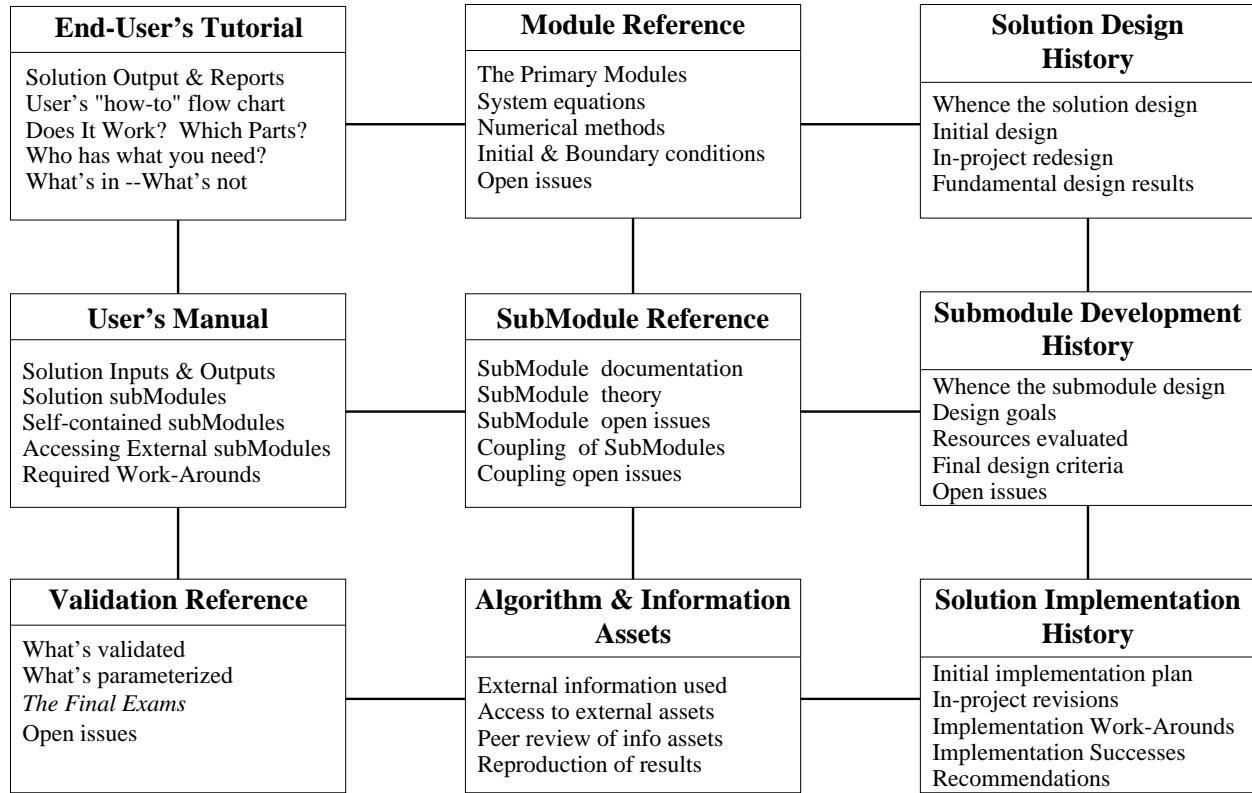 End-User's Tutorial
Solution Output & Reports
User's "how-to" flow chart
Does It Work?  Which Parts?
Who has what you need?
What's in --What's not
Module Reference
The Primary Modules
System equations
Numerical methods
Initial & Boundary conditions
Open issues
Solution Design
History
Whence the solution design
Initial design
In-project redesign
Fundamental design results
User's Manual
Solution Inputs & Outputs
Solution subModules
Self-contained subModules
Accessing External subModules
Required Work-Arounds
SubModule Reference
SubModule  documentation
SubModule  theory
SubModule  open issues
Coupling  of SubModules
Coupling open issues
Submodule Development
History
Whence the submodule design
Design goals
Resources evaluated
Final design criteria
Open issues
Validation Reference
What's validated
What's parameterized
The Final Exams
Open issues
Algorithm & Information
Assets
External information used
Access to external assets
Peer review of info assets
Reproduction of results
Solution Implementation
History
Initial implementation plan
In-project revisions
Implementation Work-Arounds
Implementation Successes
Recommendations